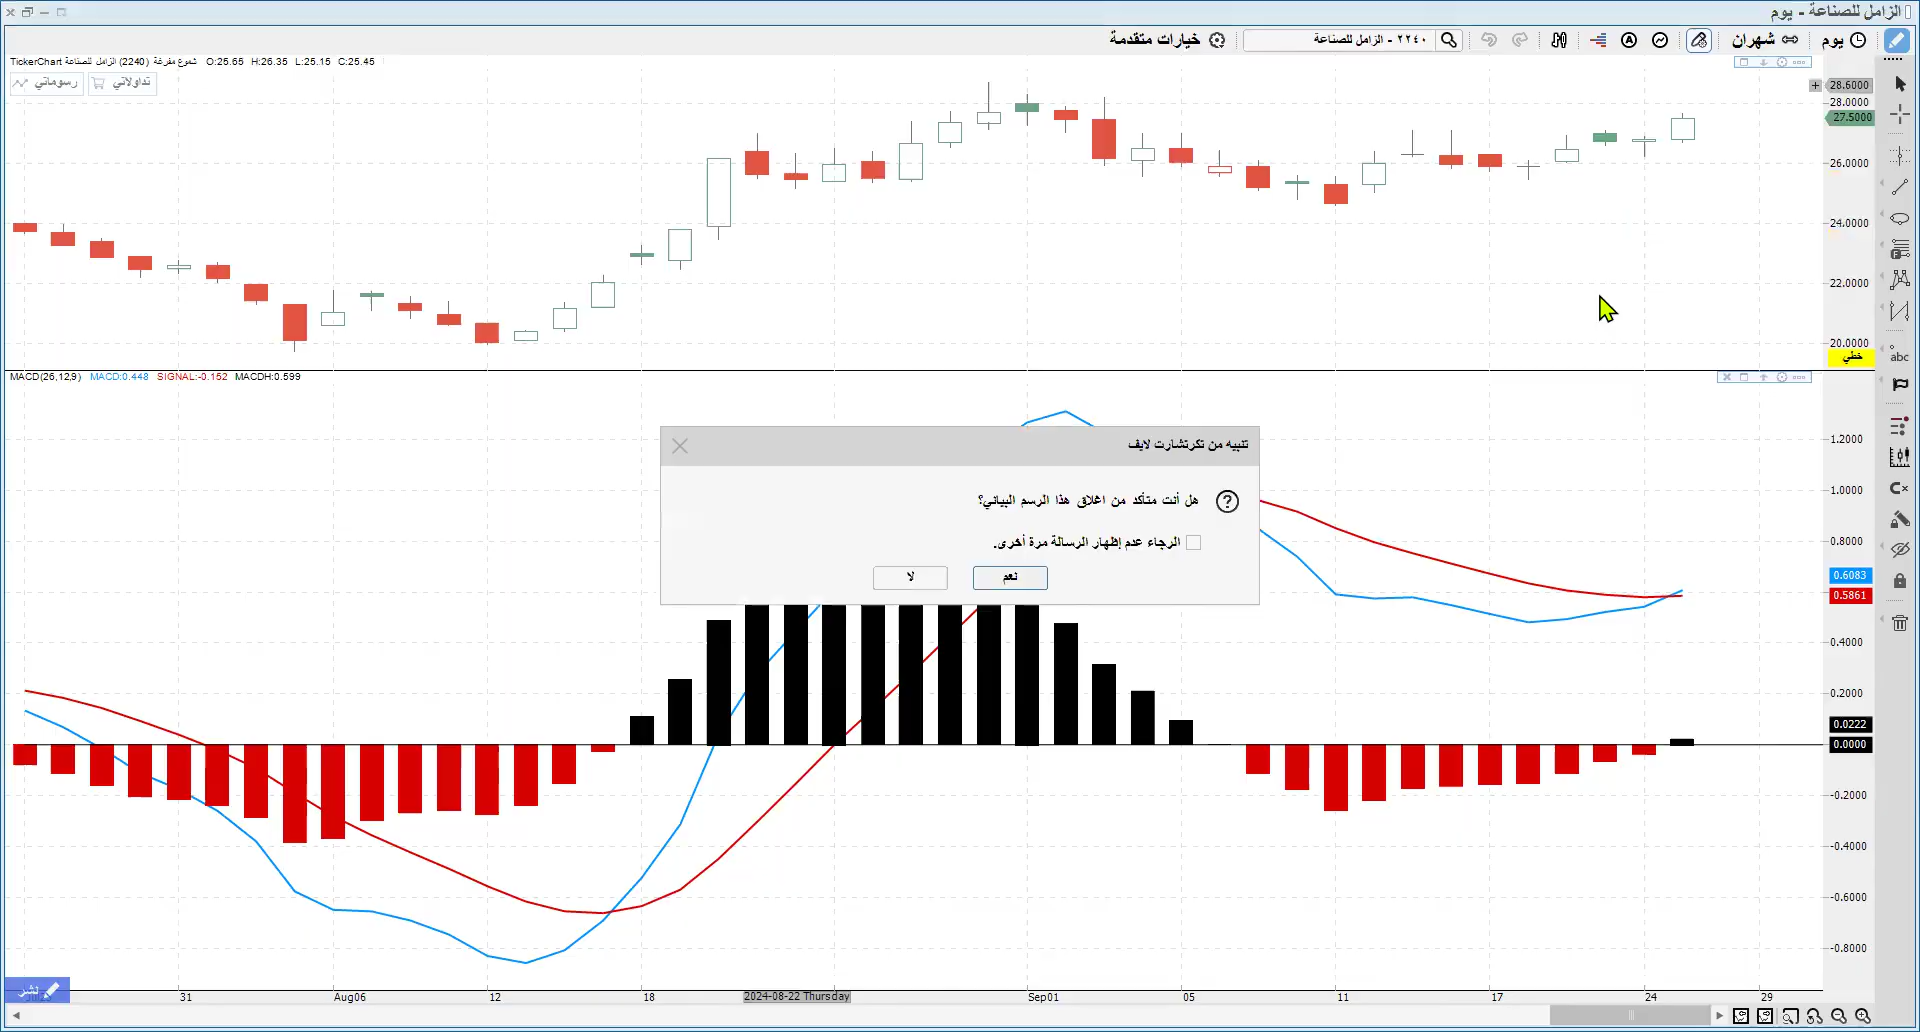 الزامل للصناعة - يوم
يوم
شهران
٢٢٤٠ - الزامل للصناعة
خيارات متقدمة
TickerChart الزامل للصناعة (2240) شموع مفرغة O:25.65 H:26.35 L:25.15 C:25.45
رسوماتي
تداولاتي
28.6000
28.0000
27.5000
26.0000
24.0000
22.0000
20.0000
خطي
abc
MACD(26,12,9) MACD:0.448 SIGNAL:-0.152 MACDH:0.599
تنبيه من تكرتشارت لايف
هل أنت متأكد من اغلاق هذا الرسم البياني؟
الرجاء عدم إظهار الرسالة مرة أخرى.
نعم
لا
1.2000
1.0000
0.8000
0.6083
0.5861
0.4000
0.2000
0.0222
0.0000
-0.2000
-0.4000
-0.6000
-0.8000
نشر
31
Aug06
12
18
2024-08-22 Thursday
Sep01
05
11
17
24
29